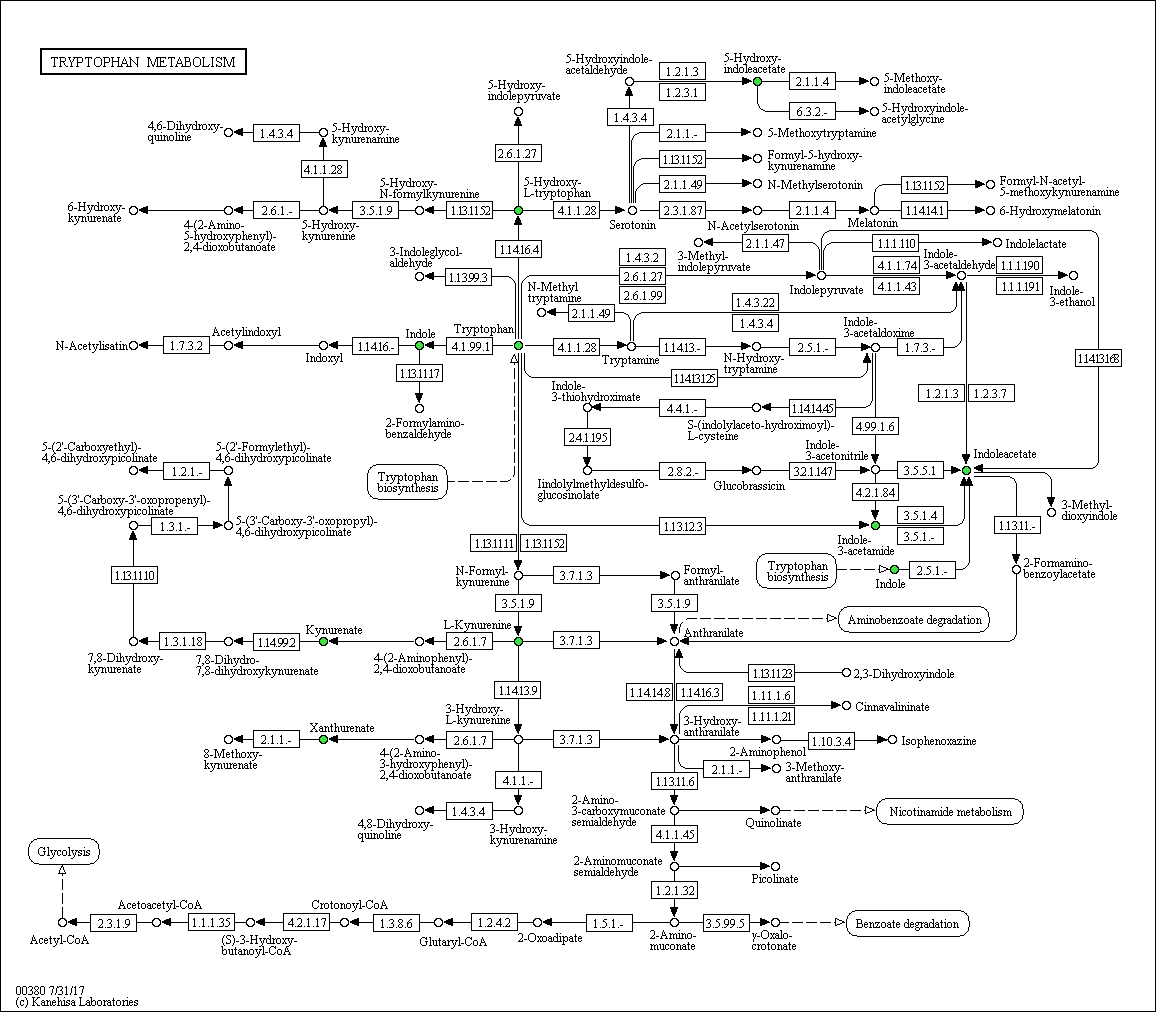 TRYPTOPHAN METABOLISM
5-Hydroxyindole-
acetaldehyde
5-Hydroxy-
indoleacetate
1.2.1.3
1.2.3.1
2.1.1.4
5-Methoxy-
indoleacetate
5-Hydroxy-
indolepyruvate
6.3.2.-
5-Hydroxyindole-
acetylglycine
1.4.3.4
4,6-Dihydroxy-
quinoline
1.4.3.4
5-Hydroxy-
kynurenamine
2.1.1.-
5-Methoxytryptamine
2.6.1.27
1.13.11.52
Formyl-5-hydroxy-
kynurenamine
4.1.1.28
5-Hydroxy-
N-formylkynurenine
5-Hydroxy-
L-tryptophan
2.1.1.49
N-Methylserotonin
1.13.11.52
Formyl-N-acetyl-
5-methoxykynurenamine
6-Hydroxy-
kynurenate
2.6.1.-
3.5.1.9
1.13.11.52
4.1.1.28
2.3.1.87
2.1.1.4
1.14.14.1
6-Hydroxymelatonin
4-(2-Amino-
5-hydroxyphenyl)-
2,4-dioxobutanoate
5-Hydroxy-
kynurenine
Serotonin
N-Acetylserotonin
Melatonin
1.14.16.4
3-Indoleglycol-
aldehyde
1.13.99.3
2.1.1.47
3-Methyl-
indolepyruvate
1.1.1.110
Indolelactate
1.4.3.2
2.6.1.27
2.6.1.99
Indolepyruvate
4.1.1.74
4.1.1.43
Indole-
3-acetaldehyde
1.1.1.190
1.1.1.191
Indole-
3-ethanol
N-Methyl
tryptamine
2.1.1.49
1.4.3.22
1.4.3.4
Indole-
3-acetaldoxime
N-Acetylisatin
1.7.3.2
Acetylindoxyl
Indoxyl
1.14.16.-
Indole
4.1.99.1
Tryptophan
4.1.1.28
Tryptamine
1.14.13.-
N-Hydroxy-
tryptamine
2.5.1.-
1.7.3.-
1.14.13.168
1.13.11.17
1.14.13.125
2-Formylamino-
benzaldehyde
Indole-
3-thiohydroximate
4.4.1.-
1.14.14.45
S-(indolylaceto-hydroximoyl)-
L-cysteine
1.2.1.3
1.2.3.7
2.4.1.195
4.99.1.6
5-(2'-Carboxyethyl)-
4,6-dihydroxypicolinate
5-(2'-Formylethyl)-
4,6-dihydroxypicolinate
1.2.1.-
Tryptophan
biosynthesis
Iindolylmethyldesulfo-
glucosinolate
2.8.2.-
Glucobrassicin
3.2.1.147
Indole-
3-acetonitrile
3.5.5.1
Indoleacetate
4.2.1.84
5-(3'-Carboxy-3'-oxopropenyl)-
4,6-dihydroxypicolinate
1.3.1.-
5-(3'-Carboxy-3'-oxopropyl)-
4,6-dihydroxypicolinate
3-Methyl-
dioxyindole
1.13.12.3
Indole-
3-acetamide
3.5.1.4
3.5.1.-
1.13.11.-
1.13.11.11
1.13.11.52
1.13.11.10
N-Formyl-
kynurenine
3.7.1.3
Formyl-
anthranilate
Tryptophan
biosynthesis
Indole
2.5.1.-
2-Formamino-
benzoylacetate
3.5.1.9
3.5.1.9
Aminobenzoate degradation
7,8-Dihydroxy-
kynurenate
1.3.1.18
7,8-Dihydro-
7,8-dihydroxykynurenate
1.14.99.2
Kynurenate
4-(2-Aminophenyl)-
2,4-dioxobutanoate
2.6.1.7
L-Kynurenine
3.7.1.3
Anthranilate
1.13.11.23
2,3-Dihydroxyindole
1.14.13.9
1.14.14.8
1.14.16.3
1.11.1.6
1.11.1.21
Cinnavalininate
8-Methoxy-
kynurenate
2.1.1.-
Xanthurenate
4-(2-Amino-
3-hydroxyphenyl)-
2,4-dioxobutanoate
2.6.1.7
3-Hydroxy-
L-kynurenine
3.7.1.3
3-Hydroxy-
anthranilate
2-Aminophenol
1.10.3.4
Isophenoxazine
2.1.1.-
3-Methoxy-
anthranilate
4.1.1.-
1.13.11.6
4,8-Dihydroxy-
quinoline
1.4.3.4
3-Hydroxy-
kynurenamine
2-Amino-
3-carboxymuconate
semialdehyde
Quinolinate
Nicotinamide metabolism
4.1.1.45
Glycolysis
2-Aminomuconate
semialdehyde
Picolinate
1.2.1.32
Acetyl-CoA
2.3.1.9
Acetoacetyl-CoA
1.1.1.35
(S)-3-Hydroxy-
butanoyl-CoA
4.2.1.17
Crotonoyl-CoA
1.3.8.6
Glutaryl-CoA
1.2.4.2
2-Oxoadipate
1.5.1.-
2-Amino-
muconate
3.5.99.5
γ-Oxalo-
crotonate
Benzoate degradation
00380 7/31/17
(c) Kanehisa Laboratories